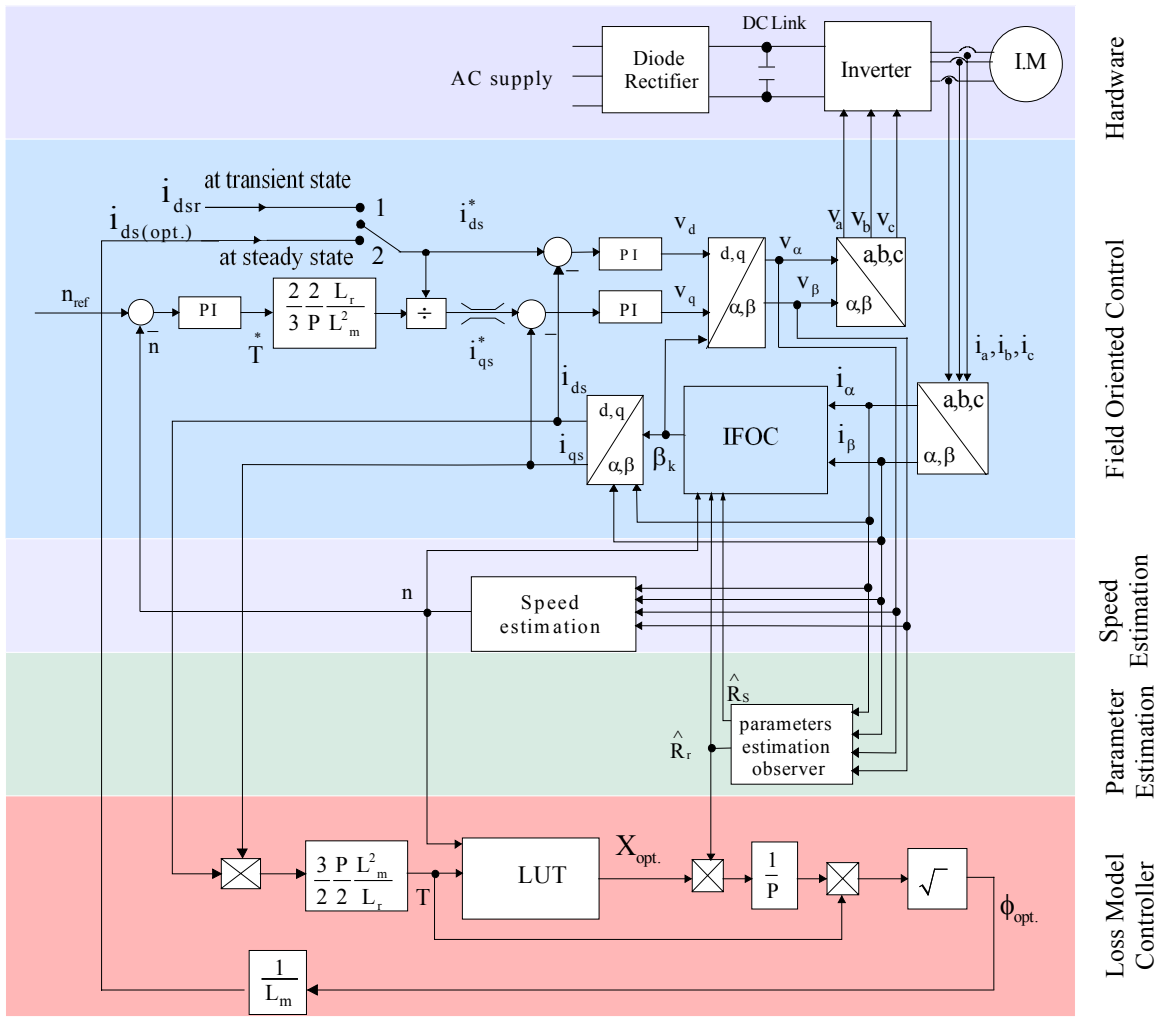 DC Link
Diode
Rectifier
Inverter
I.M
AC supply
Hardware
at transient state
i_dsr
1
i_ds(opt.)
2
at steady state
i*_ds
v_d
v_a
v_b
v_c
PI
d,q
α,β
v_α
a,b,c
α,β
n_ref
PI
2/3 2/P L_r/L²_m
÷
PI
v_q
v_β
n
T*
i*_qs
i_a,i_b,i_c
i_ds
d,q
α,β
i_qs
β_k
IFOC
i_α
i_β
a,b,c
α,β
Field Oriented Control
n
Speed
estimation
Speed
Estimation
R̂s
R̂r
parameters
estimation
observer
Parameter
Estimation
3/2 P/2 L²_m/L_r
T
LUT
X_opt.
1/P
√
ϕ_opt.
1/L_m
Loss Model
Controller